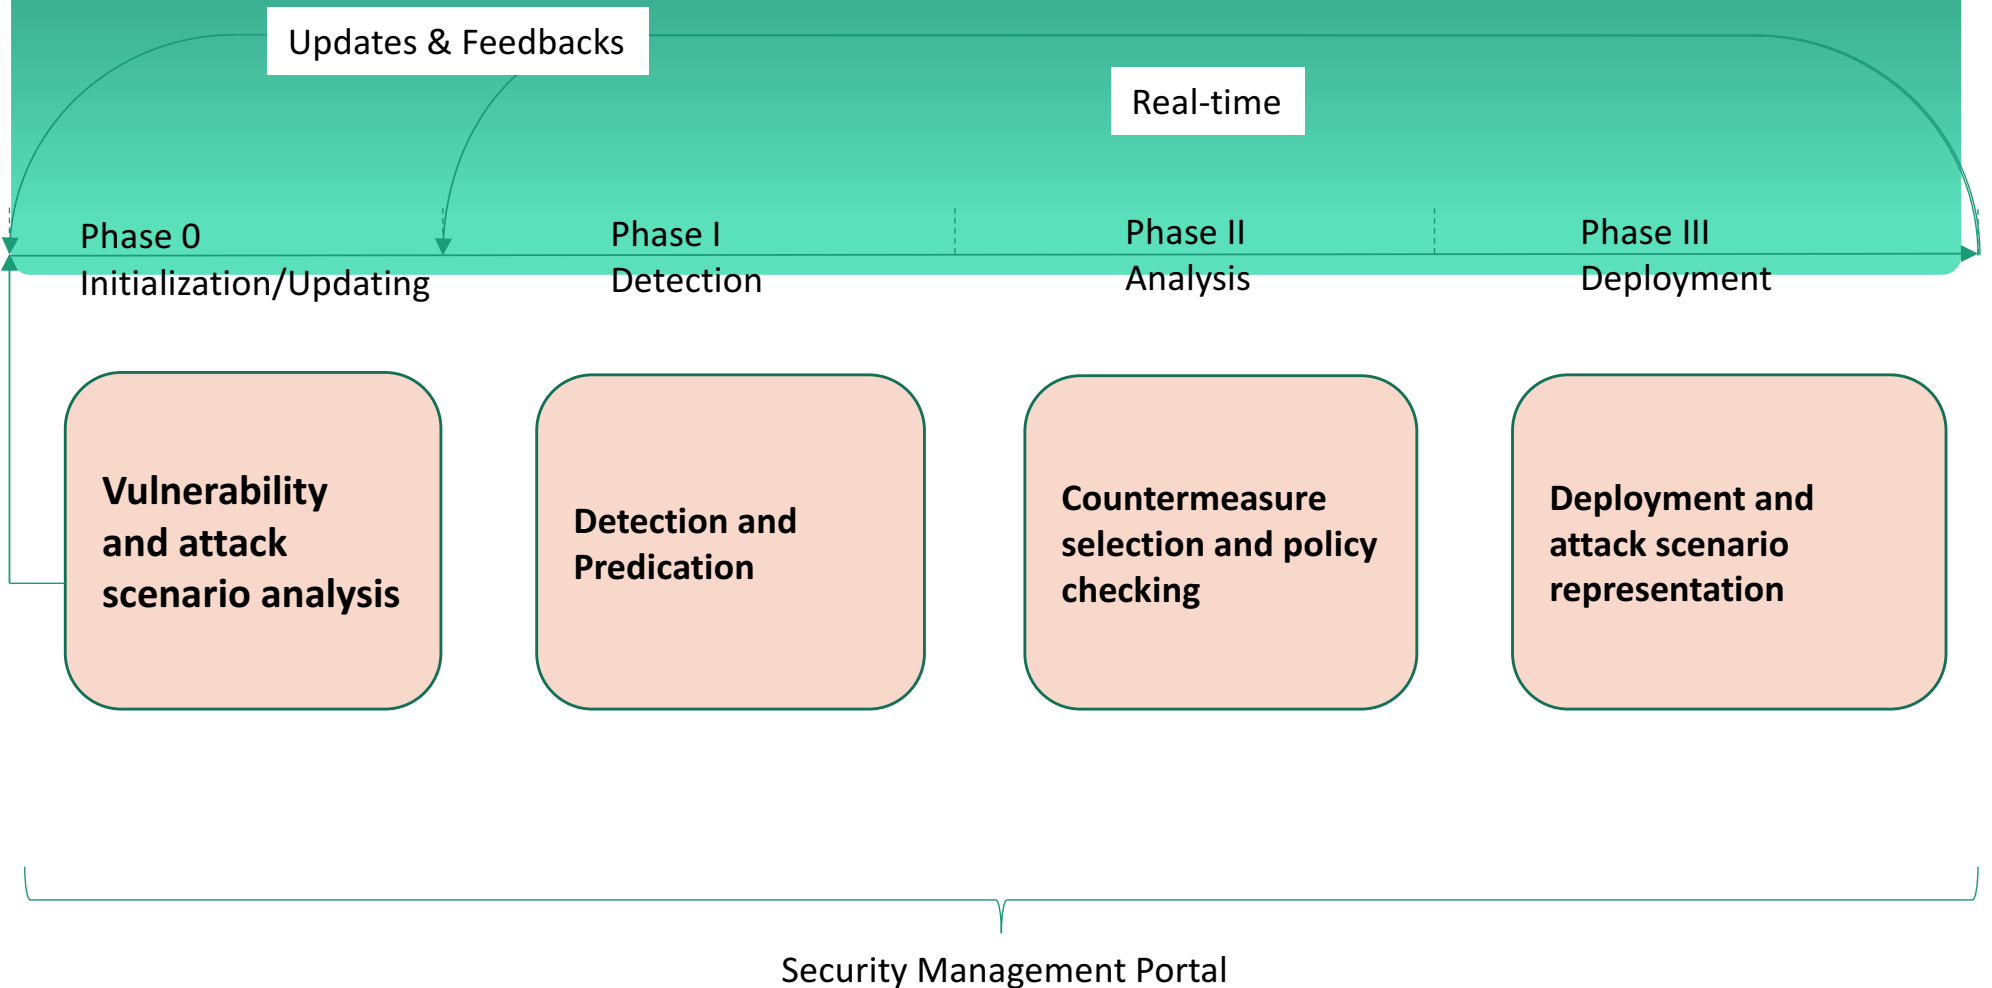 Updates & Feedbacks
Real-time
Phase 0
Initialization/Updating
Phase I
Detection
Phase II
Analysis
Phase III
Deployment
Vulnerability
and attack
scenario analysis
Detection and
Predication
Countermeasure
selection and policy
checking
Deployment and
attack scenario
representation
Security Management Portal